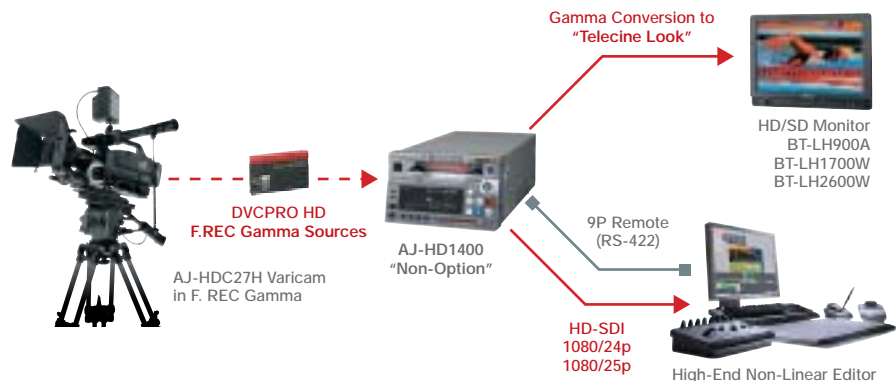 Gamma Conversion to
“Telecine Look”
HD/SD Monitor
BT-LH900A
BT-LH1700W
BT-LH2600W
DVCPRO HD
F.REC Gamma Sources
AJ-HDC27H Varicam
in F. REC Gamma
AJ-HD1400
“Non-Option”
9P Remote
(RS-422)
HD-SDI
1080/24p
1080/25p
High-End Non-Linear Editor